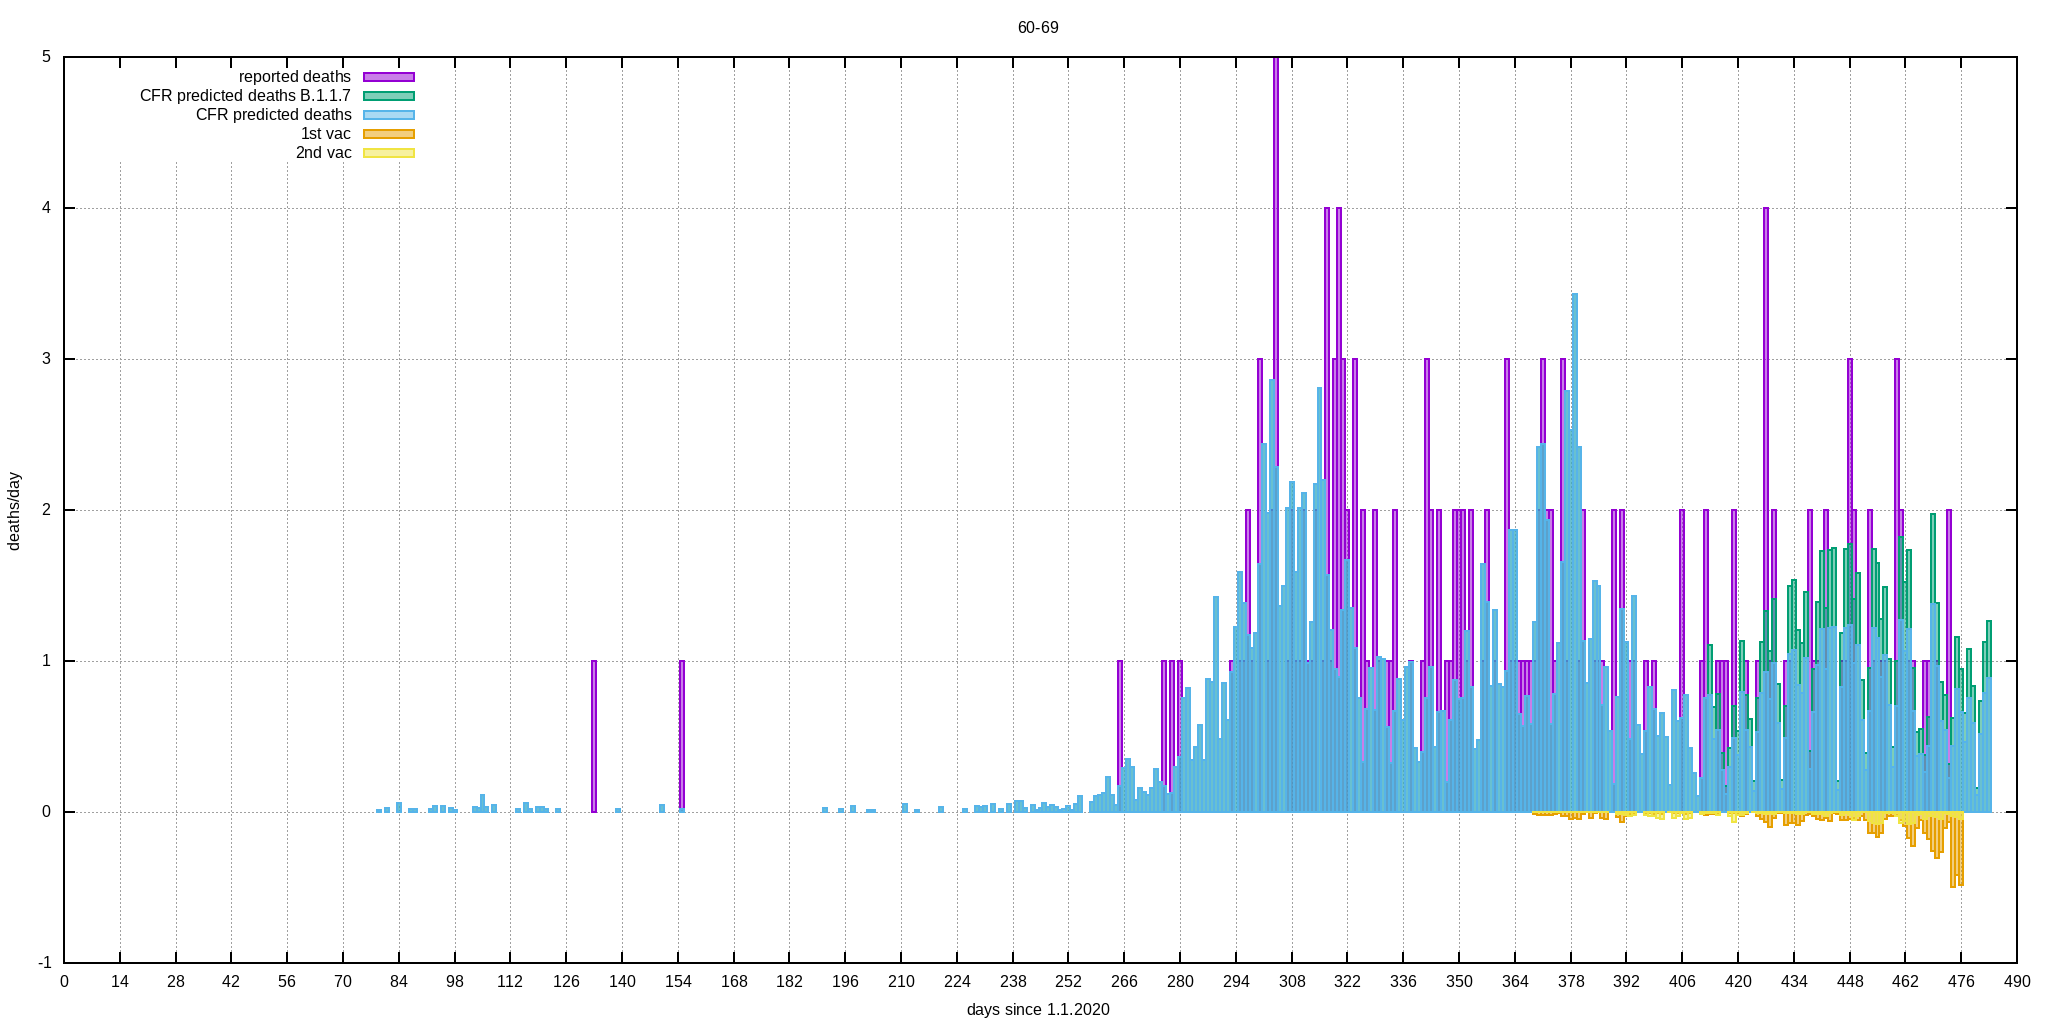 60-69
reported deaths
CFR predicted deaths B.1.1.7
CFR predicted deaths
1st vac
2nd vac
5
4
3
2
1
0
-1
deaths/day
0 14 28 42 56 70 84 98 112 126 140 154 168 182 196 210 224 238 252 266 280 294 308 322 336 350 364 378 392 406 420 434 448 462 476 490
days since 1.1.2020